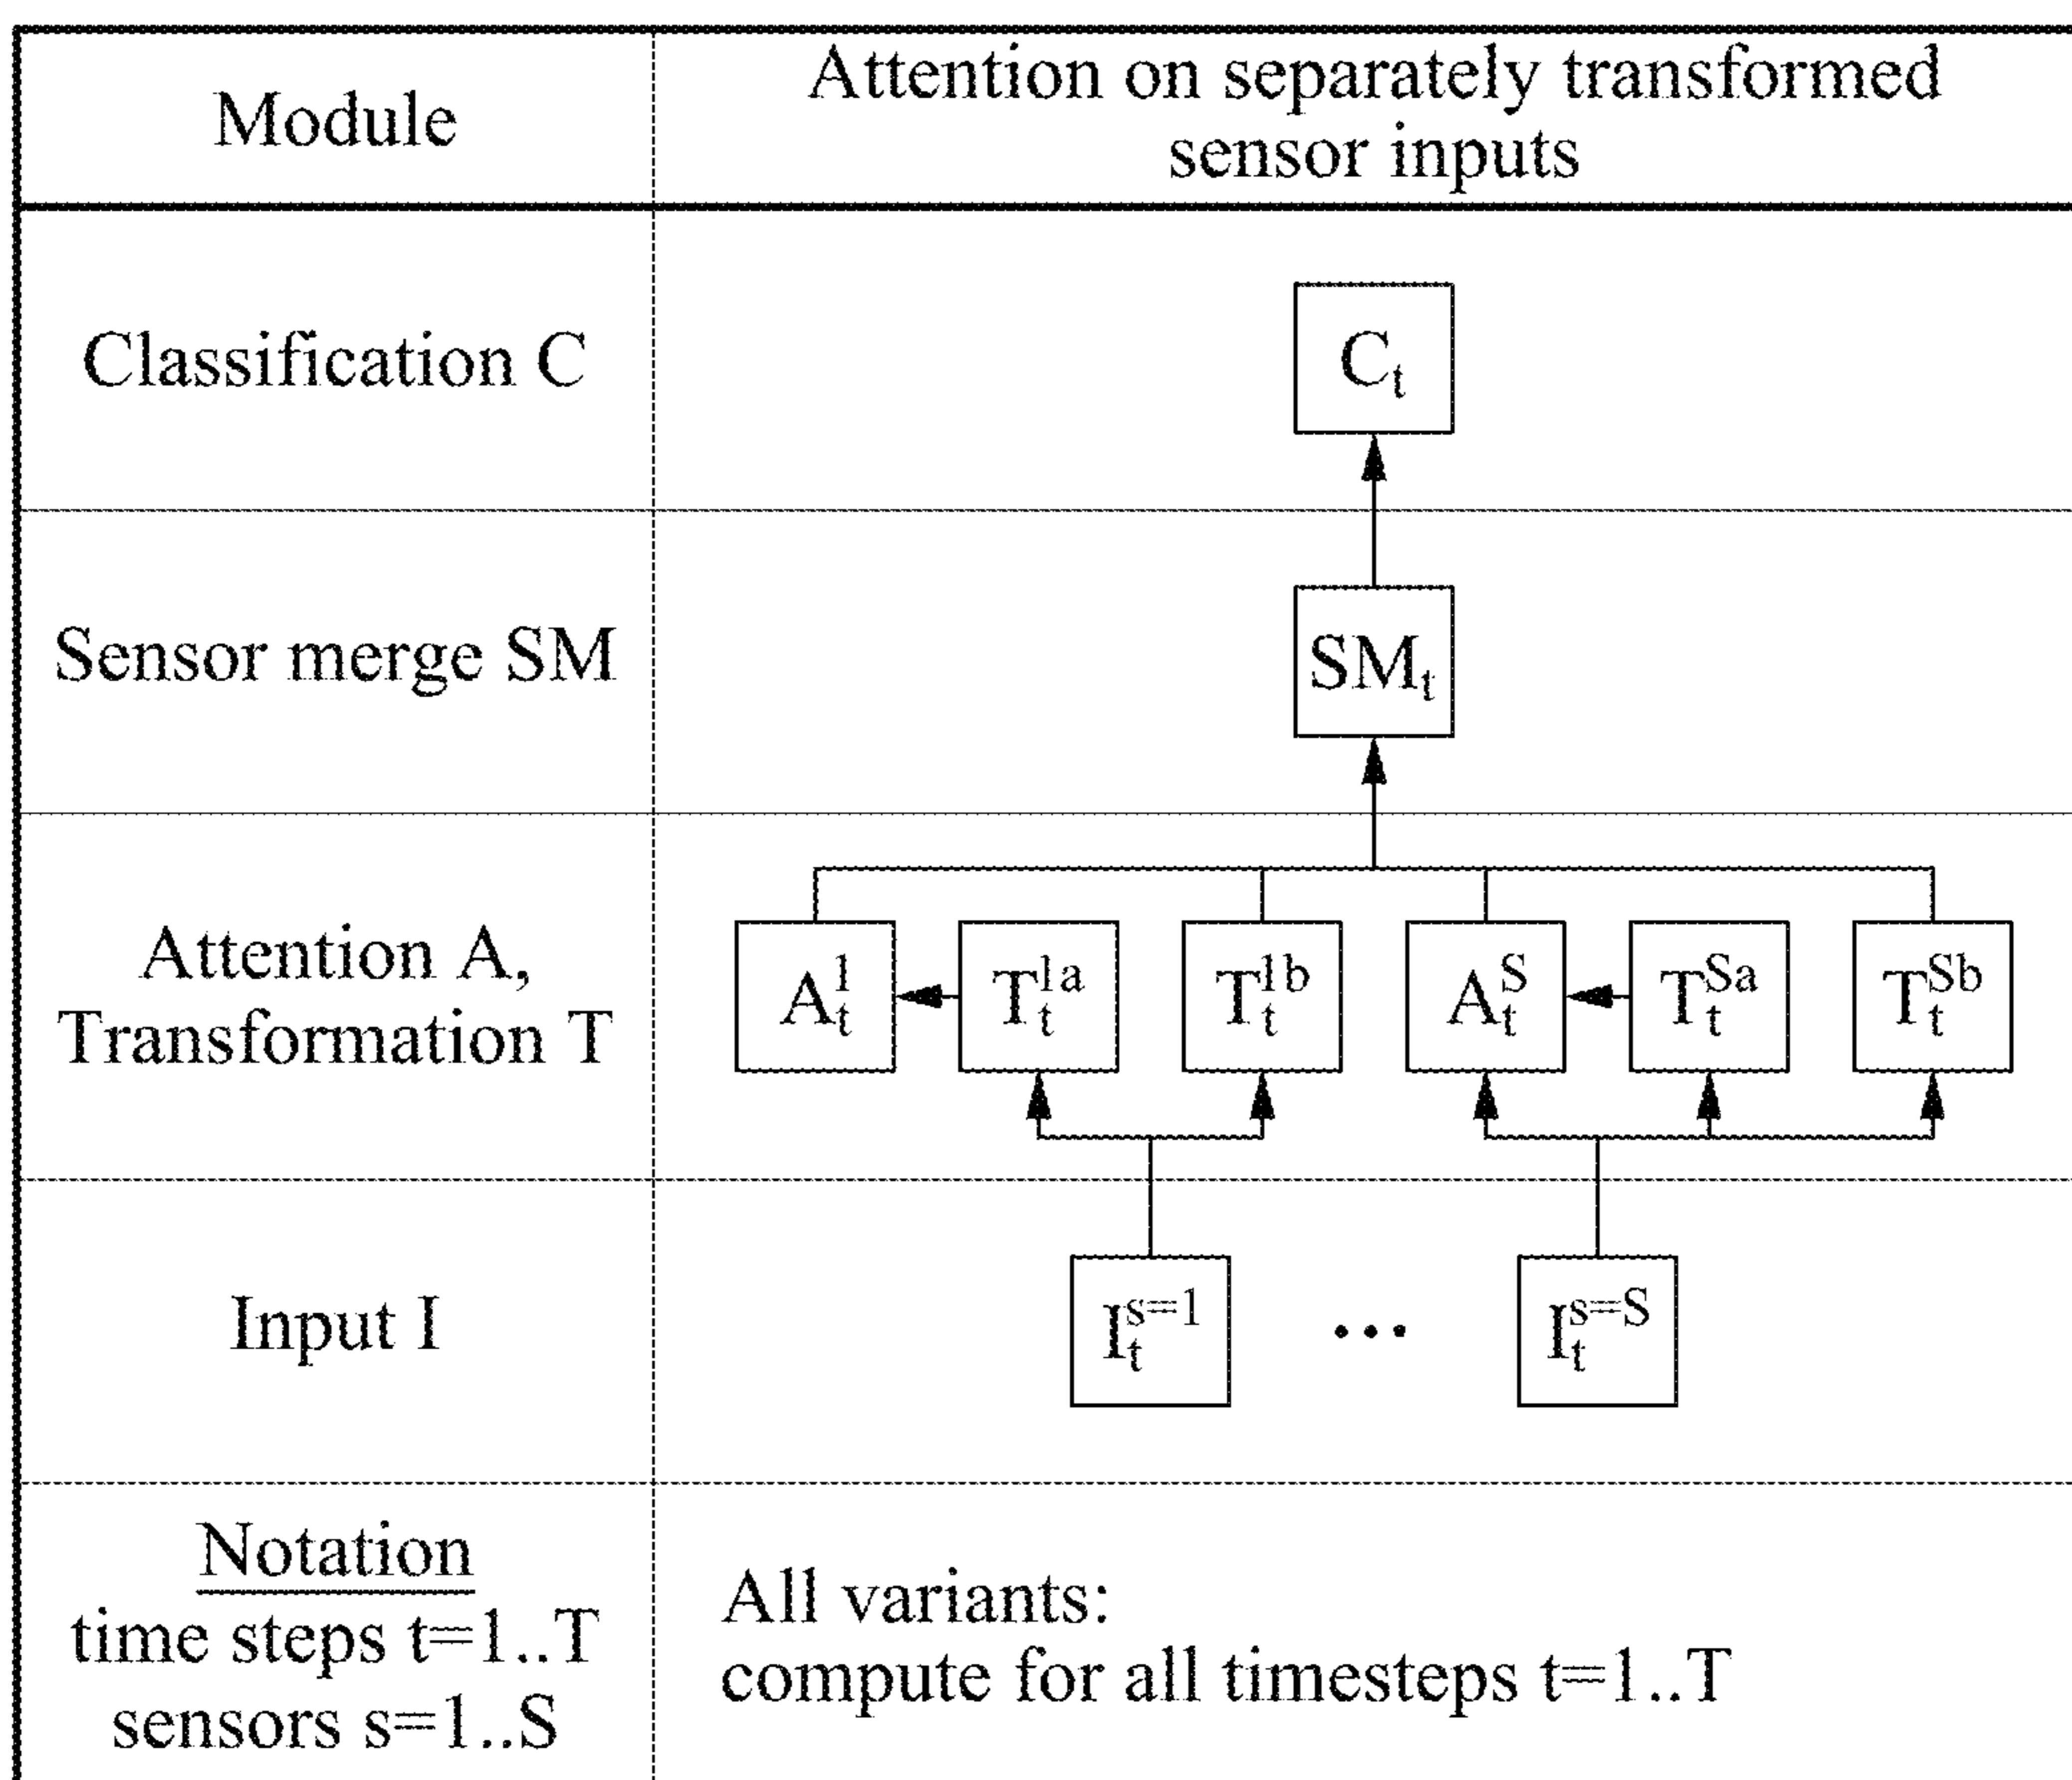 Module
Attention on separately transformed
sensor inputs
Classification C
C_t
Sensor merge SM
SM_t
Attention A,
Transformation T
A_t^1 T_t^1a T_t^1b A_t^S T_t^Sa T_t^Sb
Input I
I_t^s=1 ... I_t^s=S
Notation
time steps t=1..T
sensors s=1..S
All variants:
compute for all timesteps t=1..T